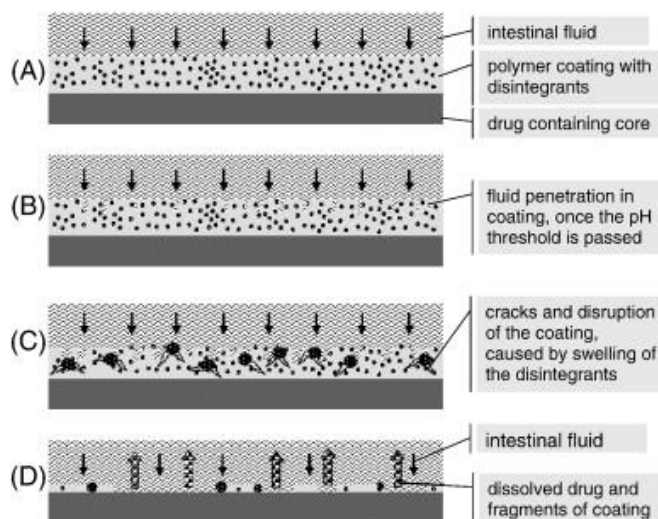 (A)
intestinal fluid
polymer coating with
disintegrants
drug containing core
(B)
fluid penetration in
coating, once the pH
threshold is passed
(C)
cracks and disruption
of the coating,
caused by swelling of
the disintegrants
(D)
intestinal fluid
dissolved drug and
fragments of coating